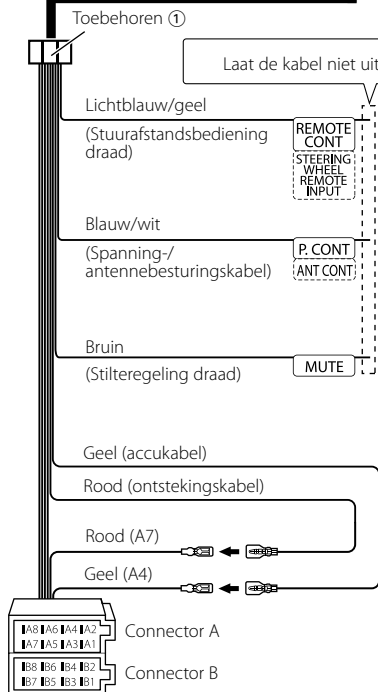 Toebehoren ①
Laat de kabel niet uit
Lichtblauw/geel
(Stuurafstandsbediening
draad)
REMOTE
CONT
STEERING
WHEEL
REMOTE
INPUT
Blauw/wit
(Spanning-/
antennebesturingskabel)
P. CONT
ANT CONT
Bruin
(Stilteregeling draad)
MUTE
Geel (accukabel)
Rood (ontstekingskabel)
Rood (A7)
Geel (A4)
A8 A6 A4 A2
A7 A5 A3 A1
Connector A
B8 B6 B4 B2
B7 B5 B3 B1
Connector B